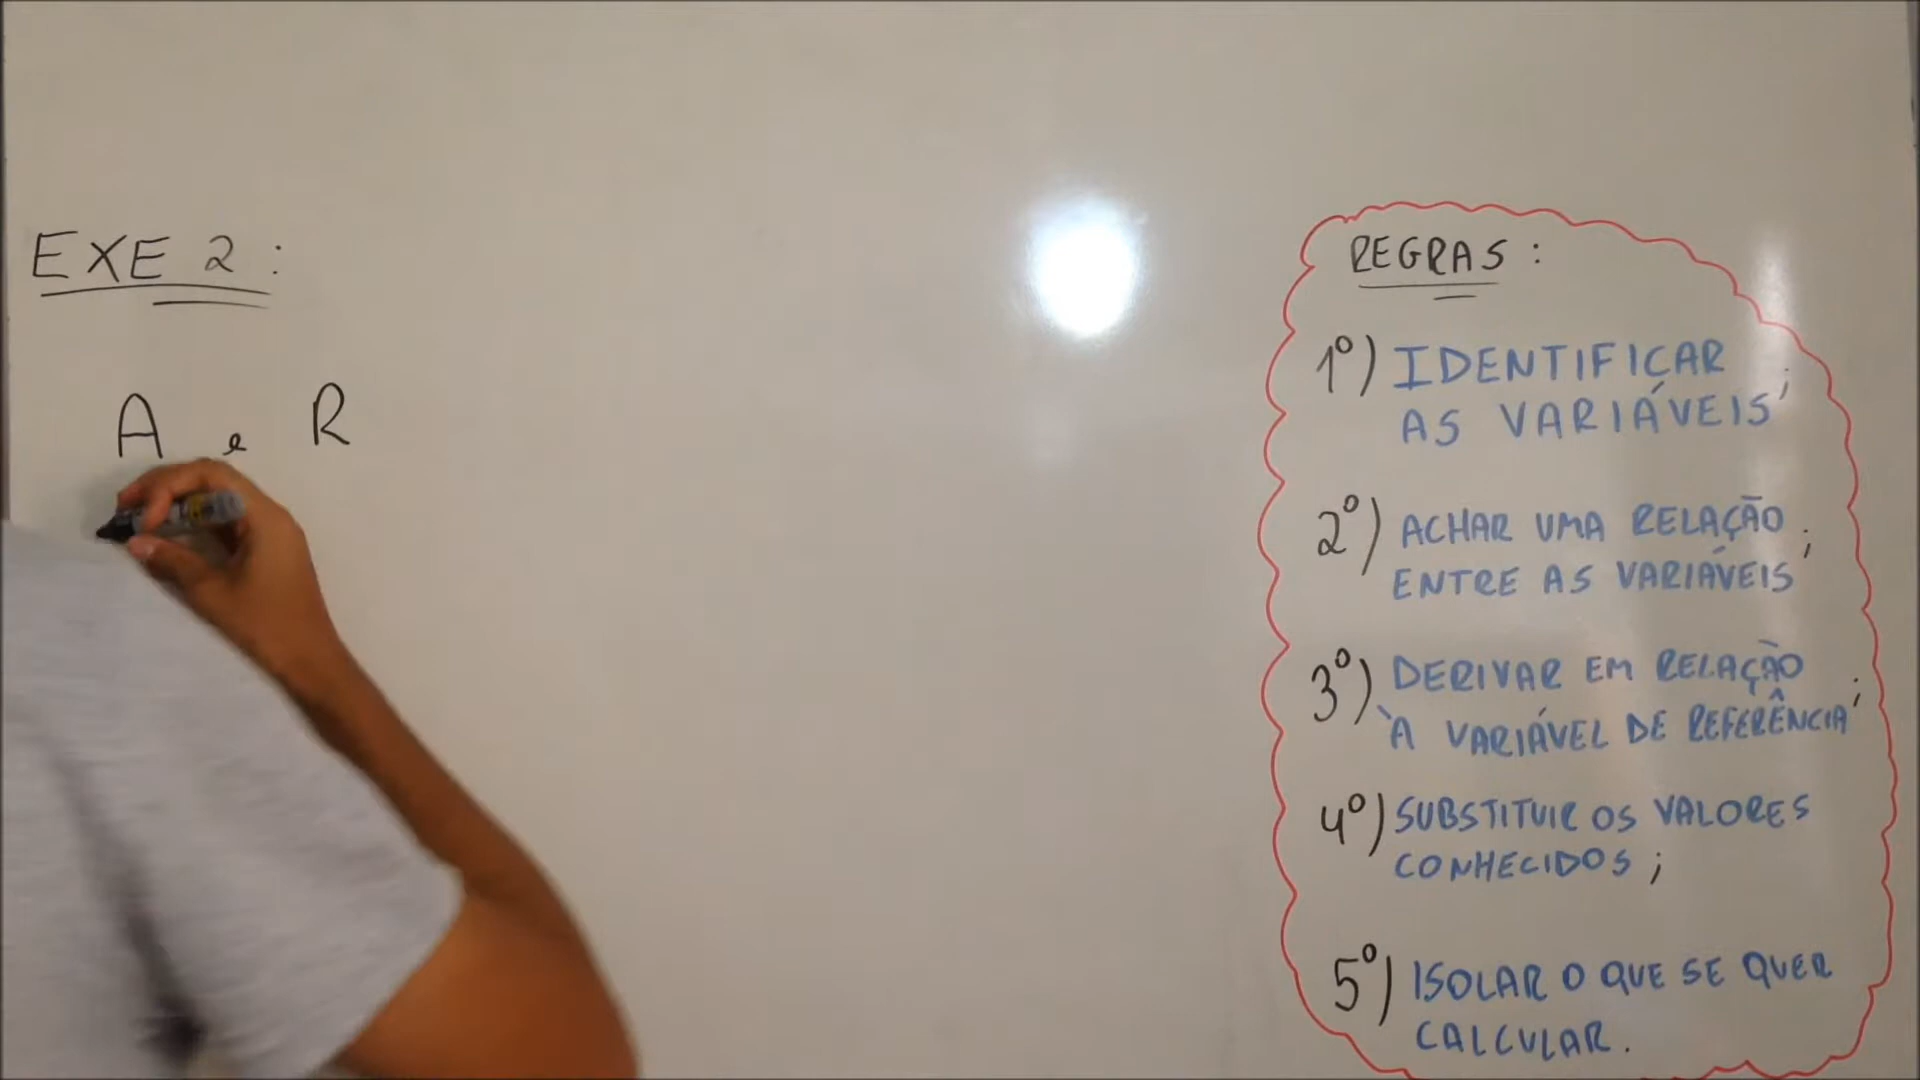 EXE 2:
A e R
REGRAS:
1º) IDENTIFICAR
AS VARIÁVEIS;
2º) ACHAR UMA RELAÇÃO
ENTRE AS VARIÁVEIS;
3º) DERIVAR EM RELAÇÃO
À VARIÁVEL DE REFERÊNCIA;
4º) SUBSTITUIR OS VALORES
CONHECIDOS;
5º) ISOLAR O QUE SE QUER
CALCULAR.